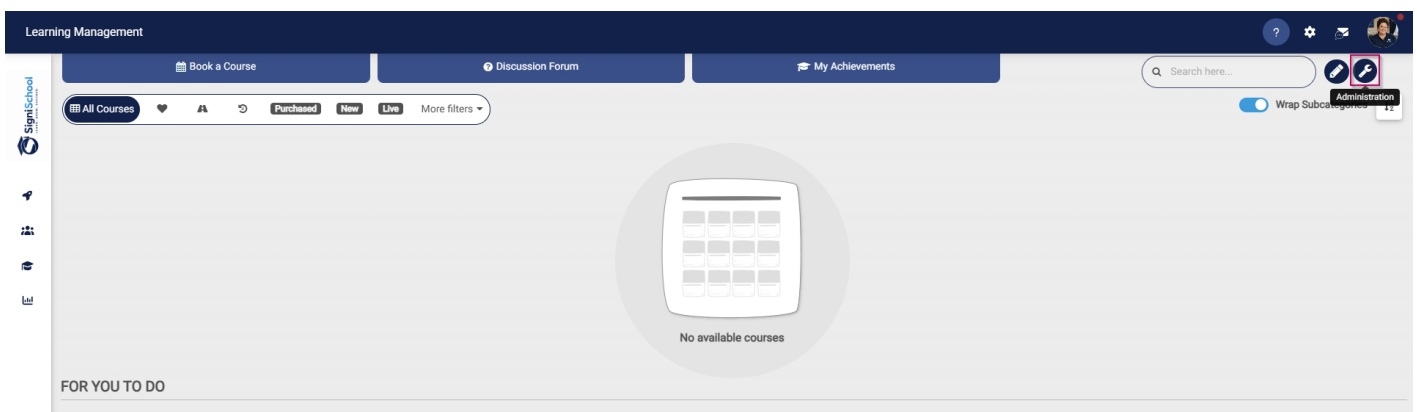 Learning Management
?
SigniSchool
Book a Course
Discussion Forum
My Achievements
Search here...
Administration
All Courses
Purchased
New
Live
More filters
Wrap Subcategories
No available courses
FOR YOU TO DO